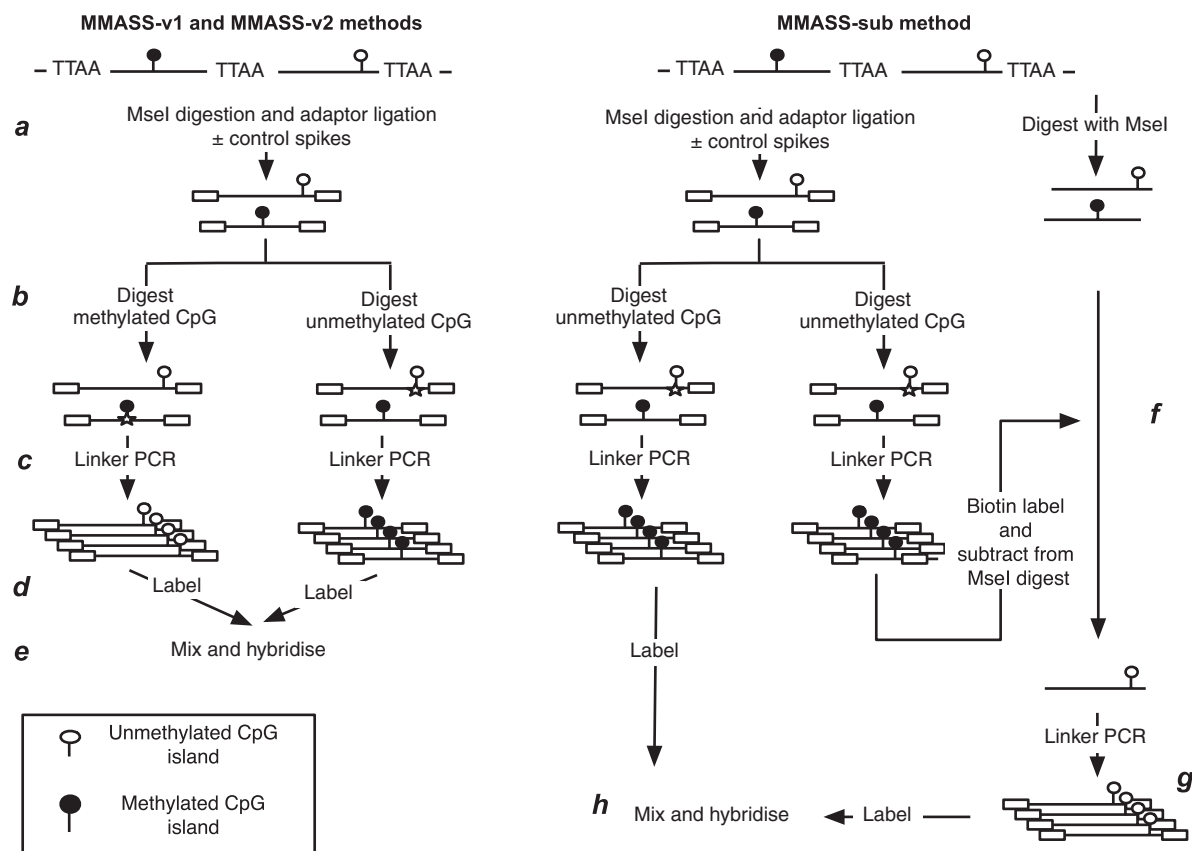 MMASS-v1 and MMASS-v2 methods
– TTAA
TTAA
TTAA –
a
MseI digestion and adaptor ligation
± control spikes
b
Digest
methylated CpG
Digest
unmethylated CpG
c
Linker PCR
Linker PCR
d
Label
Label
e
Mix and hybridise
Unmethylated CpG
island
Methylated CpG
island
MMASS-sub method
– TTAA
TTAA
TTAA –
MseI digestion and adaptor ligation
± control spikes
Digest with MseI
Digest
unmethylated CpG
Digest
unmethylated CpG
f
Linker PCR
Linker PCR
Biotin label
and
subtract from
MseI digest
Label
Linker PCR
g
h
Mix and hybridise
Label